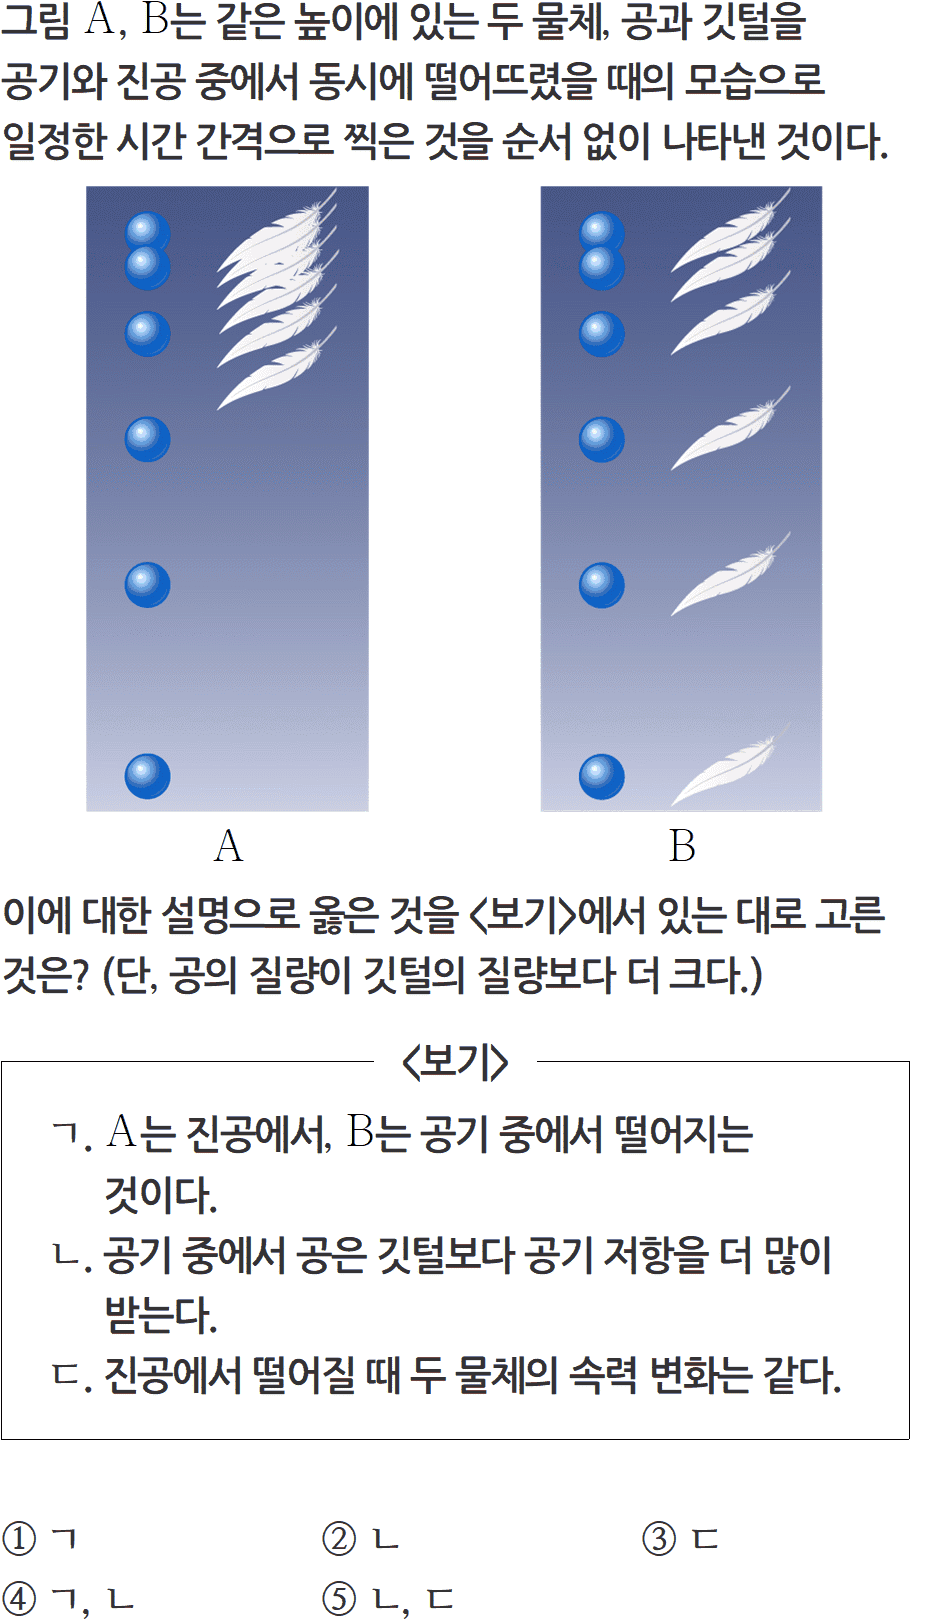 그림 A, B는 같은 높이에 있는 두 물체, 공과 깃털을
공기와 진공 중에서 동시에 떨어뜨렸을 때의 모습으로
일정한 시간 간격으로 찍은 것을 순서 없이 나타낸 것이다.
A
B
이에 대한 설명으로 옳은 것을 <보기>에서 있는 대로 고른
것은? (단, 공의 질량이 깃털의 질량보다 더 크다.)
<보기>
ㄱ. A는 진공에서, B는 공기 중에서 떨어지는
것이다.
ㄴ. 공기 중에서 공은 깃털보다 공기 저항을 더 많이
받는다.
ㄷ. 진공에서 떨어질 때 두 물체의 속력 변화는 같다.
① ㄱ ② ㄴ ③ ㄷ
④ ㄱ, ㄴ ⑤ ㄴ, ㄷ